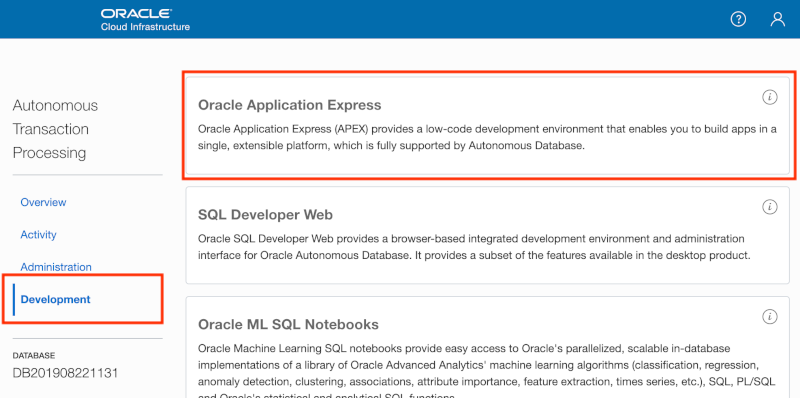 ORACLE
Cloud Infrastructure
Autonomous
Transaction
Processing
Overview
Activity
Administration
Development
DATABASE
DB201908221131
Oracle Application Express
Oracle Application Express (APEX) provides a low-code development environment that enables you to build apps in a
single, extensible platform, which is fully supported by Autonomous Database.
SQL Developer Web
Oracle SQL Developer Web provides a browser-based integrated development environment and administration
interface for Oracle Autonomous Database. It provides a subset of the features available in the desktop product.
Oracle ML SQL Notebooks
Oracle Machine Learning SQL notebooks provide easy access to Oracle's parallelized, scalable in-database
implementations of a library of Oracle Advanced Analytics' machine learning algorithms (classification, regression,
anomaly detection, clustering, associations, attribute importance, feature extraction, times series, etc.), SQL, PL/SQL
and Oracle's statistical and analytical SQL functions.